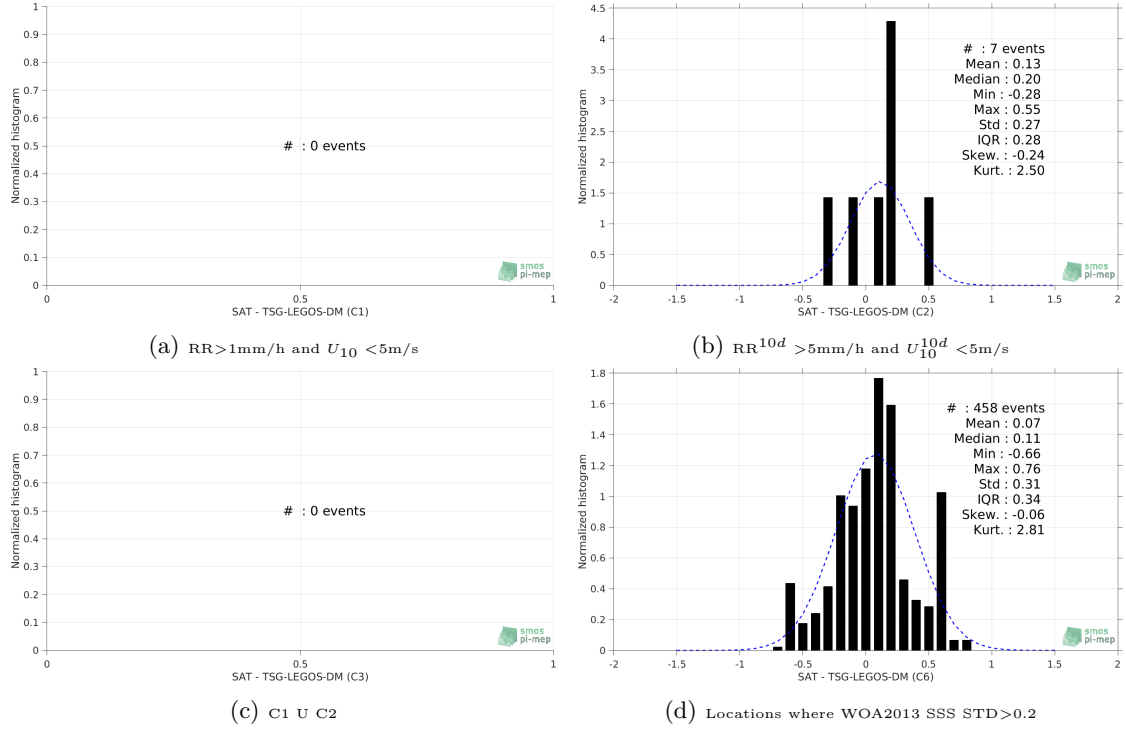 1
0.9
0.8
0.7
0.6
0.5
0.4
0.3
0.2
0.1
0
Normalized histogram
# : 0 events
smos
pi-mep
0 0.5 1
SAT - TSG-LEGOS-DM (C1)
(a) RR>1mm/h and U10 <5m/s
4.5
4
3.5
3
2.5
2
1.5
1
0.5
0
Normalized histogram
# : 7 events
Mean : 0.13
Median : 0.20
Min : -0.28
Max : 0.55
Std : 0.27
IQR : 0.28
Skew. : -0.24
Kurt. : 2.50
smos
pi-mep
-2 -1.5 -1 -0.5 0 0.5 1 1.5 2
SAT - TSG-LEGOS-DM (C2)
(b) RR10d >5mm/h and U10d10 <5m/s
1
0.9
0.8
0.7
0.6
0.5
0.4
0.3
0.2
0.1
0
Normalized histogram
# : 0 events
smos
pi-mep
0 0.5 1
SAT - TSG-LEGOS-DM (C3)
(c) C1 U C2
1.8
1.6
1.4
1.2
1
0.8
0.6
0.4
0.2
0
Normalized histogram
# : 458 events
Mean : 0.07
Median : 0.11
Min : -0.66
Max : 0.76
Std : 0.31
IQR : 0.34
Skew. : -0.06
Kurt. : 2.81
smos
pi-mep
-2 -1.5 -1 -0.5 0 0.5 1 1.5 2
SAT - TSG-LEGOS-DM (C6)
(d) Locations where WOA2013 SSS STD>0.2